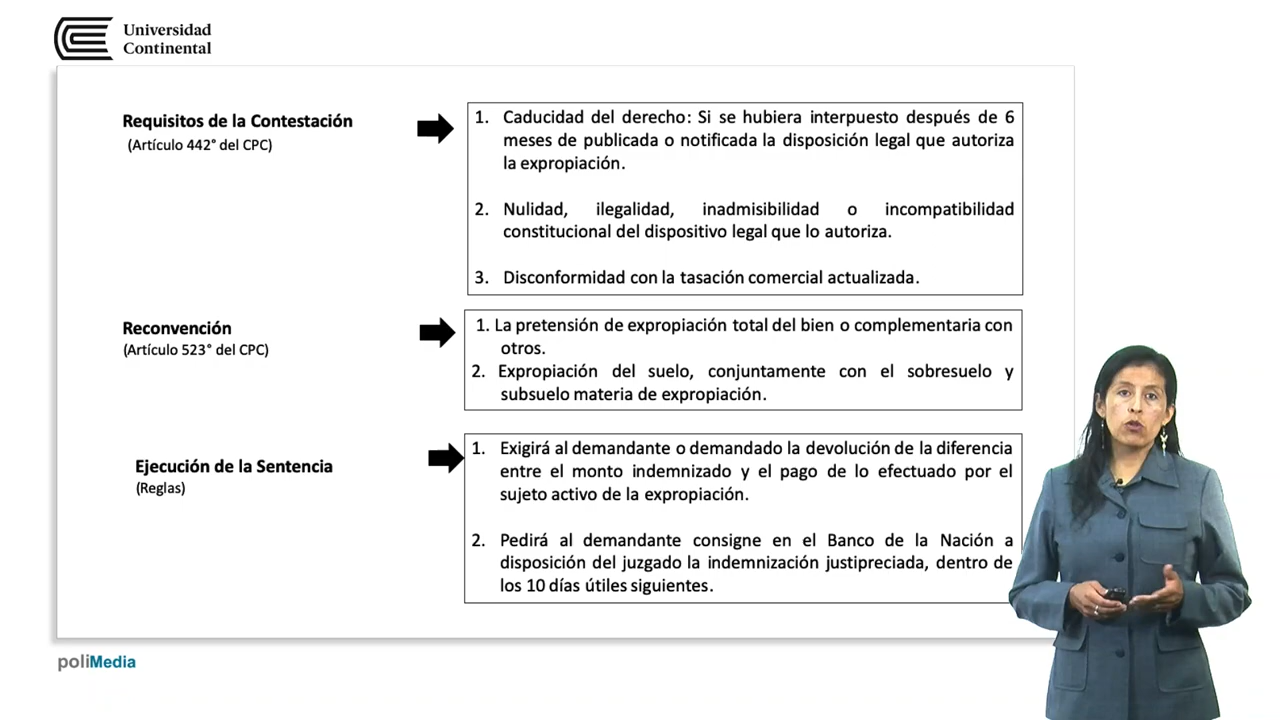 Universidad
Continental
Requisitos de la Contestación
(Artículo 442° del CPC)
1. Caducidad del derecho: Si se hubiera interpuesto después de 6
meses de publicada o notificada la disposición legal que autoriza
la expropiación.
2. Nulidad, ilegalidad, inadmisibilidad o incompatibilidad
constitucional del dispositivo legal que lo autoriza.
3. Disconformidad con la tasación comercial actualizada.
Reconvención
(Artículo 523° del CPC)
1. La pretensión de expropiación total del bien o complementaria con
otros.
2. Expropiación del suelo, conjuntamente con el sobresuelo y
subsuelo materia de expropiación.
Ejecución de la Sentencia
(Reglas)
1. Exigirá al demandante o demandado la devolución de la diferencia
entre el monto indemnizado y el pago de lo efectuado por el
sujeto activo de la expropiación.
2. Pedirá al demandante consigne en el Banco de la Nación a
disposición del juzgado la indemnización justipreciada, dentro de
los 10 días útiles siguientes.
poliMedia